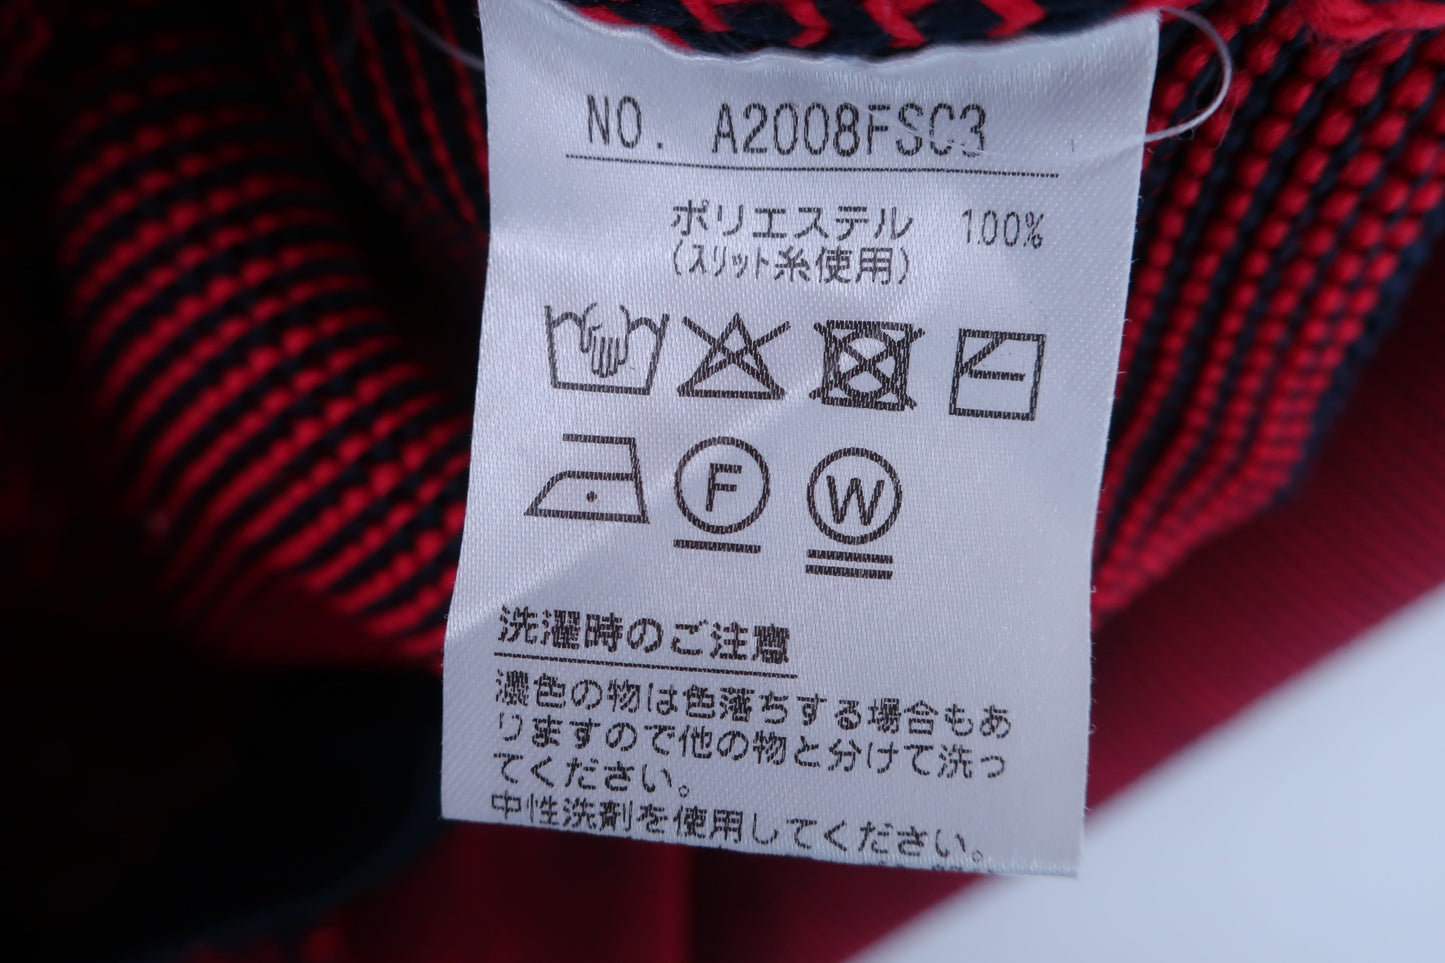 NO. A2008FSC3
ポリエステル 100%
(スリット糸使用)
F W
洗濯時のご注意
濃色の物は色落ちする場合もあ
りますので他の物と分けて洗っ
てください。
中性洗剤を使用してください。